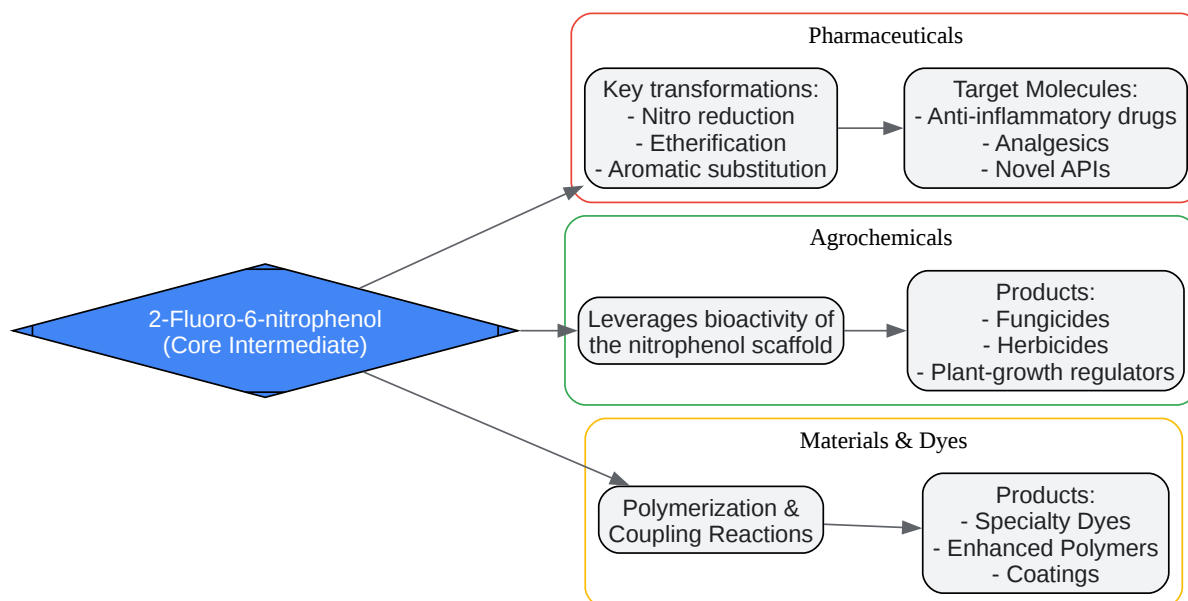 Pharmaceuticals
Key transformations:
- Nitro reduction
- Etherification
- Aromatic substitution
Target Molecules:
- Anti-inflammatory drugs
- Analgesics
- Novel APIs
Agrochemicals
2-Fluoro-6-nitrophenol
(Core Intermediate)
Leverages bioactivity of
the nitrophenol scaffold
Products:
- Fungicides
- Herbicides
- Plant-growth regulators
Materials & Dyes
Polymerization &
Coupling Reactions
Products:
- Specialty Dyes
- Enhanced Polymers
- Coatings